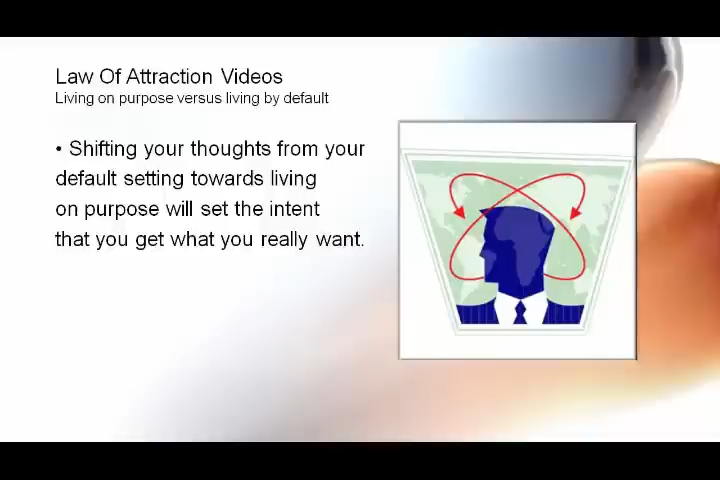 Law Of Attraction Videos
Living on purpose versus living by default
• Shifting your thoughts from your
default setting towards living
on purpose will set the intent
that you get what you really want.